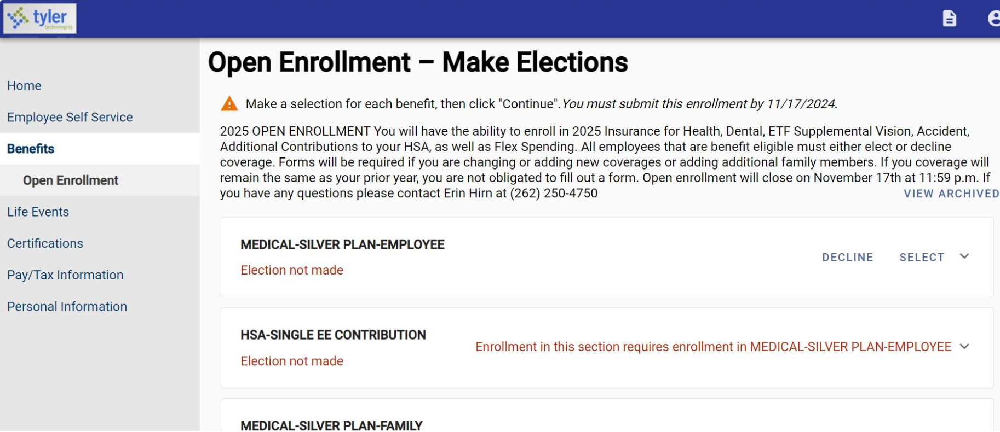 tyler
technologies
Home
Employee Self Service
Benefits
Open Enrollment
Life Events
Certifications
Pay/Tax Information
Personal Information
Open Enrollment – Make Elections
Make a selection for each benefit, then click "Continue".You must submit this enrollment by 11/17/2024.
2025 OPEN ENROLLMENT You will have the ability to enroll in 2025 Insurance for Health, Dental, ETF Supplemental Vision, Accident,
Additional Contributions to your HSA, as well as Flex Spending. All employees that are benefit eligible must either elect or decline
coverage. Forms will be required if you are changing or adding new coverages or adding additional family members. If you coverage will
remain the same as your prior year, you are not obligated to fill out a form. Open enrollment will close on November 17th at 11:59 p.m. If
you have any questions please contact Erin Hirn at (262) 250-4750
VIEW ARCHIVED
MEDICAL-SILVER PLAN-EMPLOYEE
Election not made
DECLINE SELECT
HSA-SINGLE EE CONTRIBUTION
Election not made
Enrollment in this section requires enrollment in MEDICAL-SILVER PLAN-EMPLOYEE
MEDICAL-SILVER PLAN-FAMILY